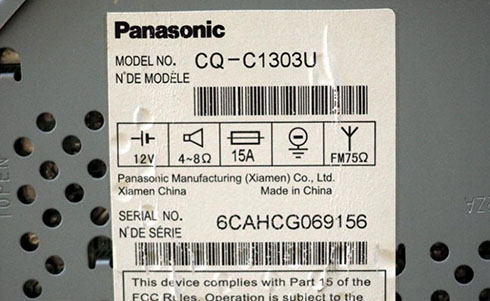 Panasonic
MODEL NO. CQ-C1303U
N°DE MODÈLE
12V 4~8Ω 15A FM75Ω
Panasonic Manufacturing (Xiamen) Co., Ltd.
Xiamen China Made in China
SERIAL NO. 6CAHCG069156
N°DE SÉRIE
This device complies with Part 15 of the
FCC Rules. Operation is subject to the